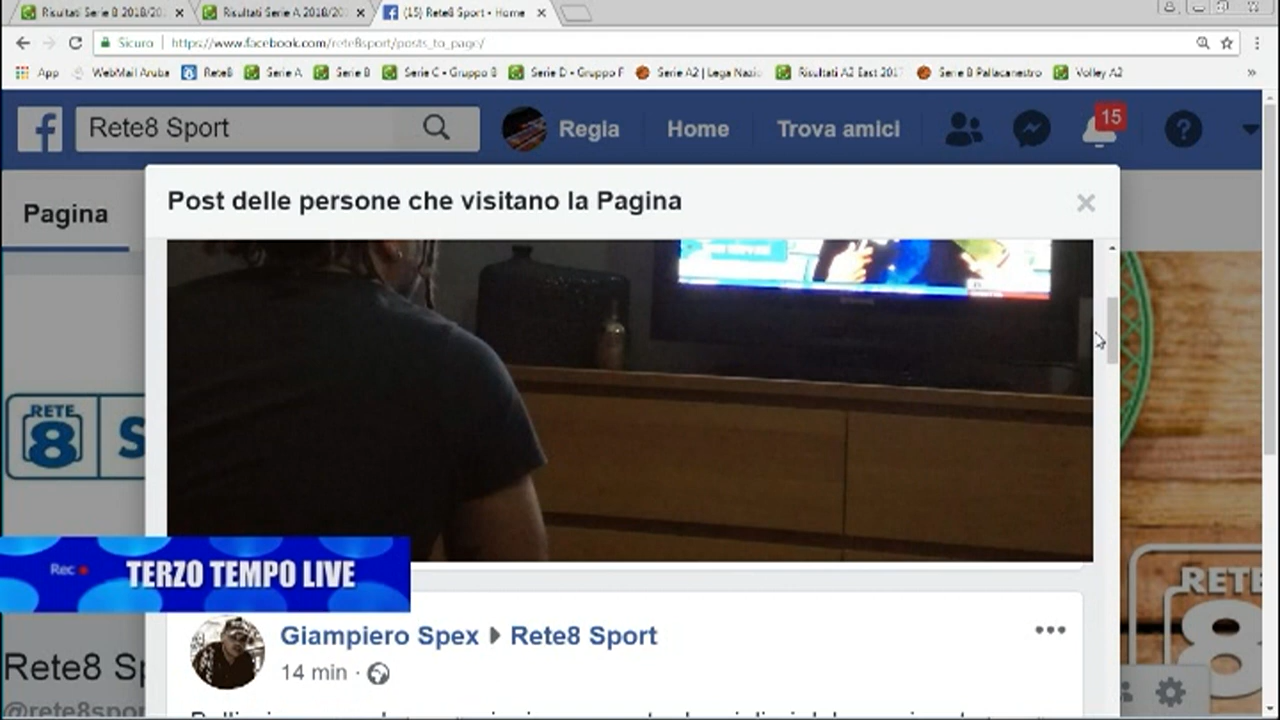 Risultati Serie B 2018/20
Risultati Serie A 2018/20
(15) Rete8 Sport - Home
Sicuro
https://www.facebook.com/rete8sport/posts_to_page/
App
WebMail Aruba
Rete8
Serie A
Serie B
Serie C - Gruppo B
Serie D - Gruppo F
Serie A2 | Lega Nazio
Risultati A2 East 2017
Serie B Pallacanestro
Volley A2
»
Rete8 Sport
Regia
Home
Trova amici
15
Pagina
Post delle persone che visitano la Pagina
RETE
8
S
Rec
TERZO TEMPO LIVE
Giampiero Spex ▶ Rete8 Sport
14 min ·
RETE
8
Rete8 Sp
@rete8spor